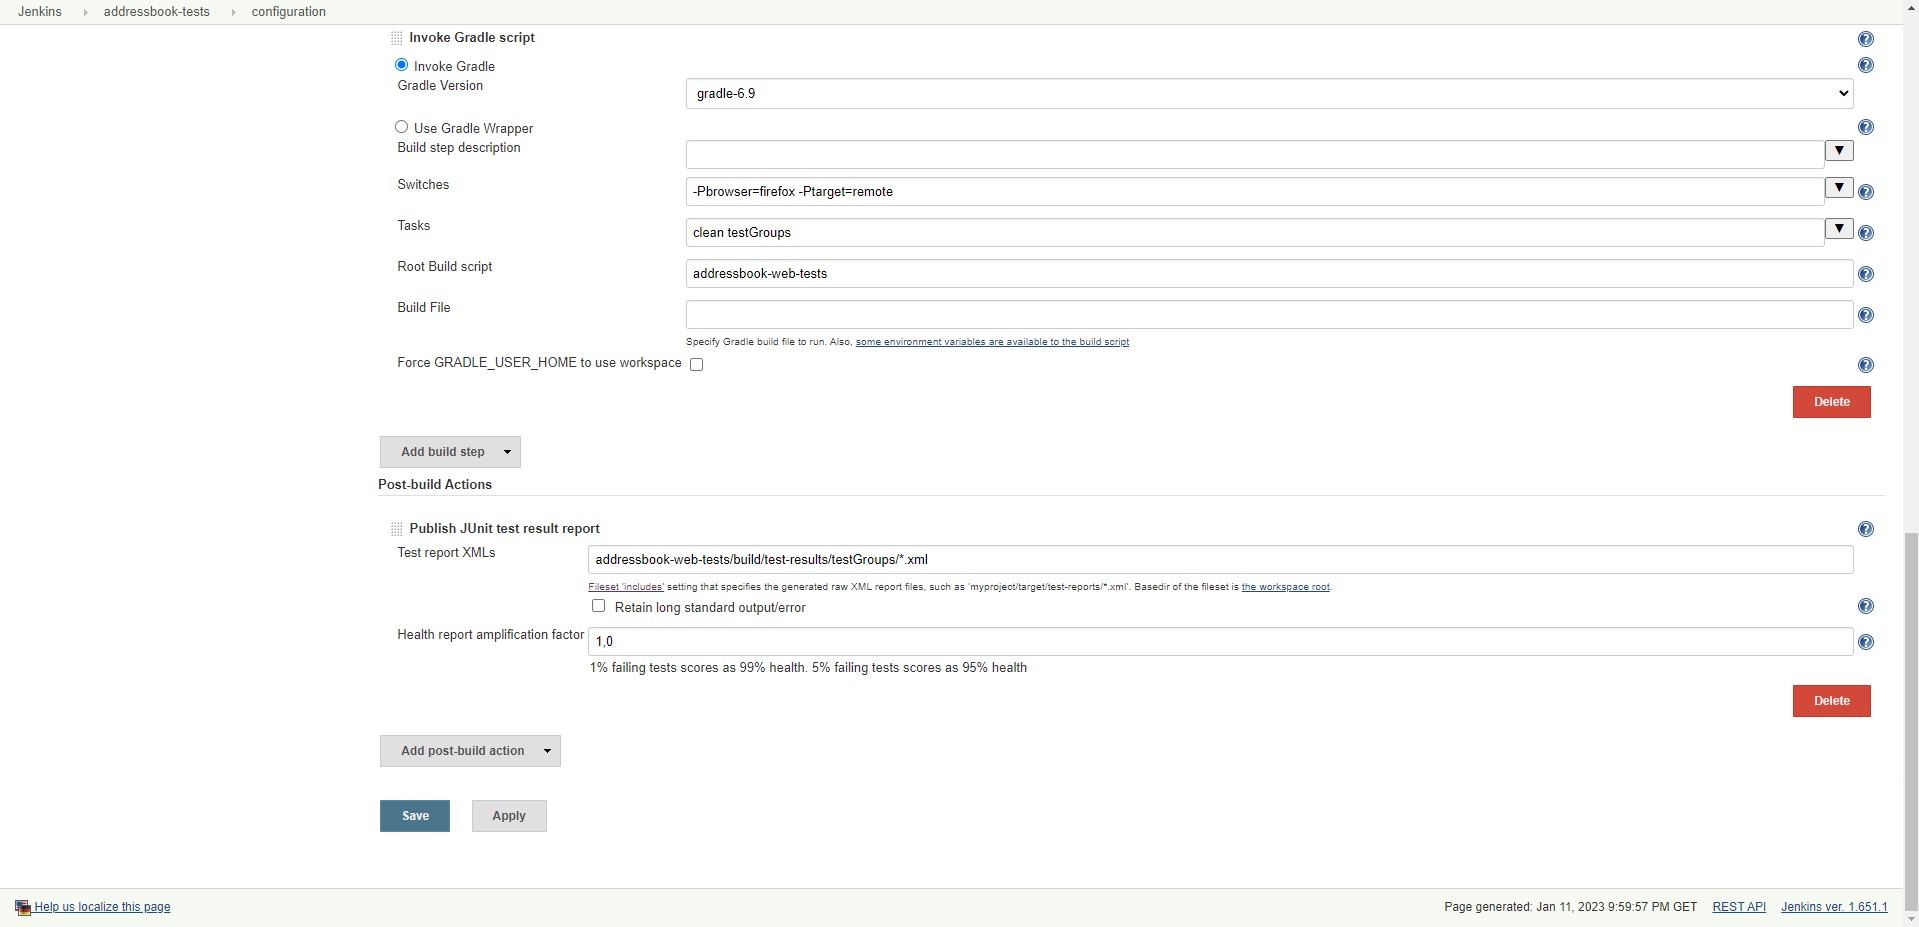 Jenkins addressbook-tests configuration
Invoke Gradle script
Invoke Gradle
Gradle Version
gradle-6.9
Use Gradle Wrapper
Build step description
Switches
-Pbrowser=firefox -Ptarget=remote
Tasks
clean testGroups
Root Build script
addressbook-web-tests
Build File
Specify Gradle build file to run. Also, some environment variables are available to the build script
Force GRADLE_USER_HOME to use workspace
Delete
Add build step
Post-build Actions
Publish JUnit test result report
Test report XMLs
addressbook-web-tests/build/test-results/testGroups/*.xml
Fileset 'includes' setting that specifies the generated raw XML report files, such as 'myproject/target/test-reports/*.xml'. Basedir of the fileset is the workspace root.
Retain long standard output/error
Health report amplification factor
1,0
1% failing tests scores as 99% health. 5% failing tests scores as 95% health
Delete
Add post-build action
Save Apply
Help us localize this page
Page generated: Jan 11, 2023 9:59:57 PM GET REST API Jenkins ver. 1.651.1